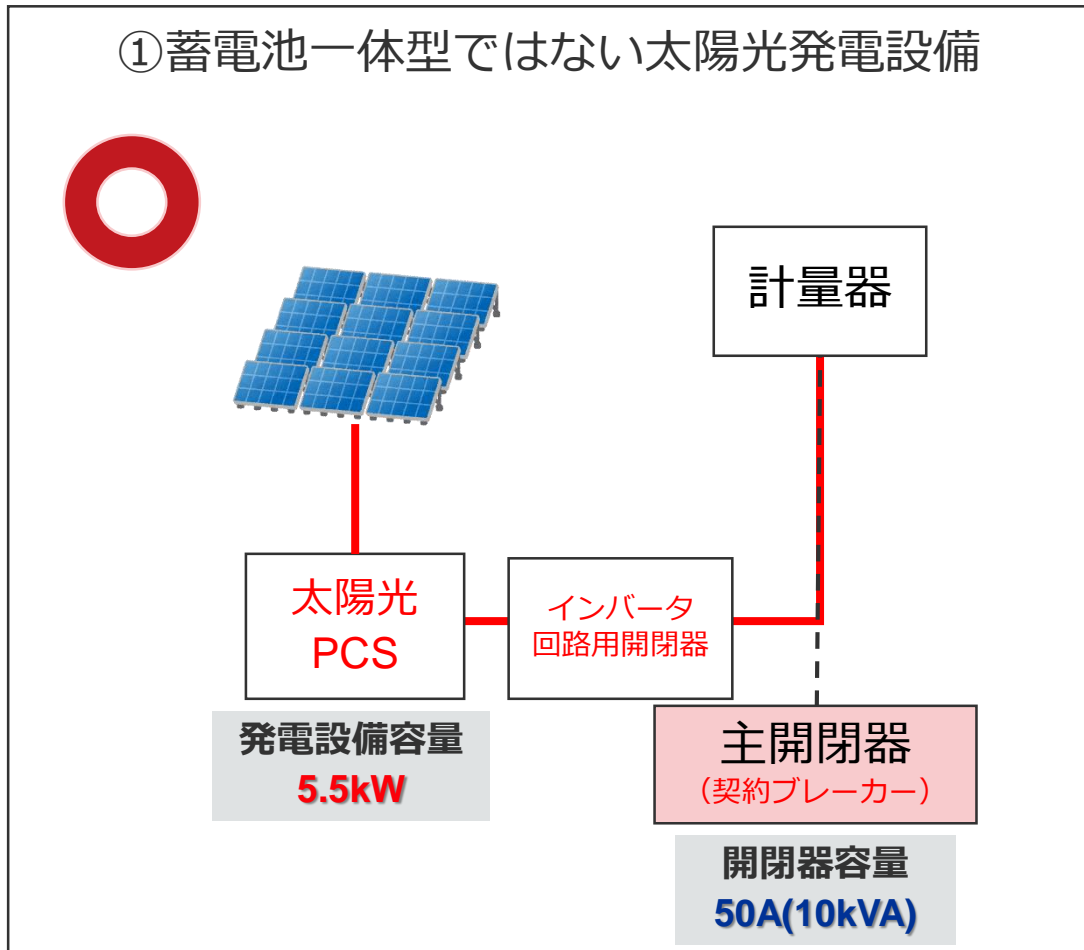 ①蓄電池一体型ではない太陽光発電設備
計量器
太陽光
PCS
インバータ
回路用開閉器
発電設備容量
5.5kW
主開閉器
（契約ブレーカー）
開閉器容量
50A(10kVA)